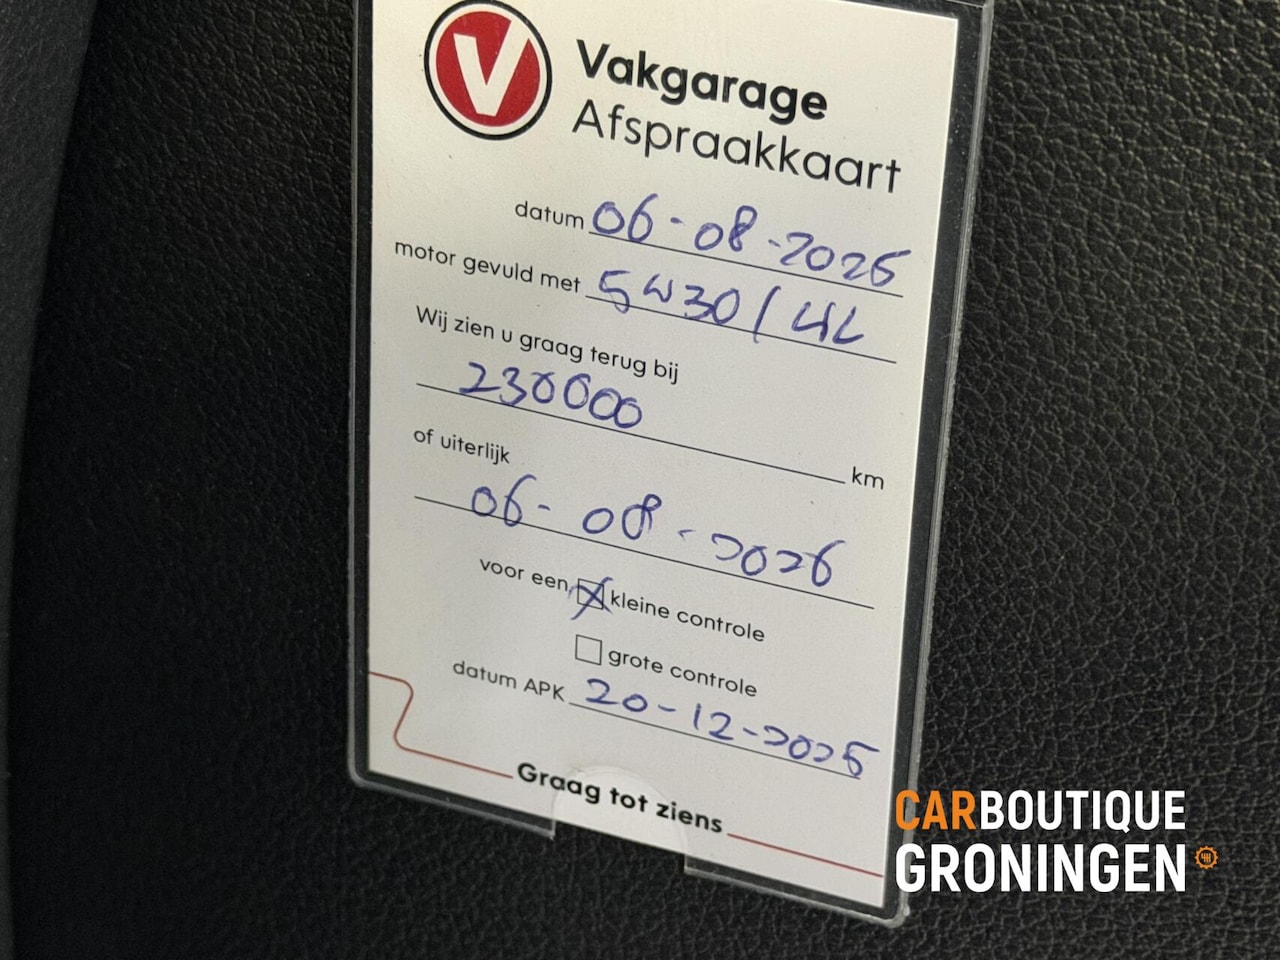 V
Vakgarage
Afspraakkaart
datum 06-08-2025
motor gevuld met 5W30/4L
Wij zien u graag terug bij
230000 km
of uiterlijk
06-08-2026
voor een kleine controle
grote controle
datum APK 20-12-2025
Graag tot ziens
CARBOUTIQUE
GRONINGEN